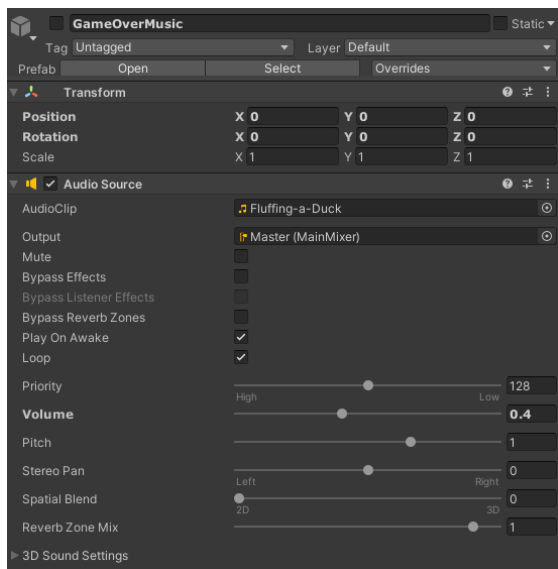 GameOverMusic Static
Tag Untagged Layer Default
Prefab Open Select Overrides
Transform
Position X 0 Y 0 Z 0
Rotation X 0 Y 0 Z 0
Scale X 1 Y 1 Z 1
Audio Source
AudioClip Fluffing-a-Duck
Output Master (MainMixer)
Mute
Bypass Effects
Bypass Listener Effects
Bypass Reverb Zones
Play On Awake
Loop
Priority 128
High Low
Volume 0.4
Pitch 1
Stereo Pan 0
Left Right
Spatial Blend 0
2D 3D
Reverb Zone Mix 1
3D Sound Settings